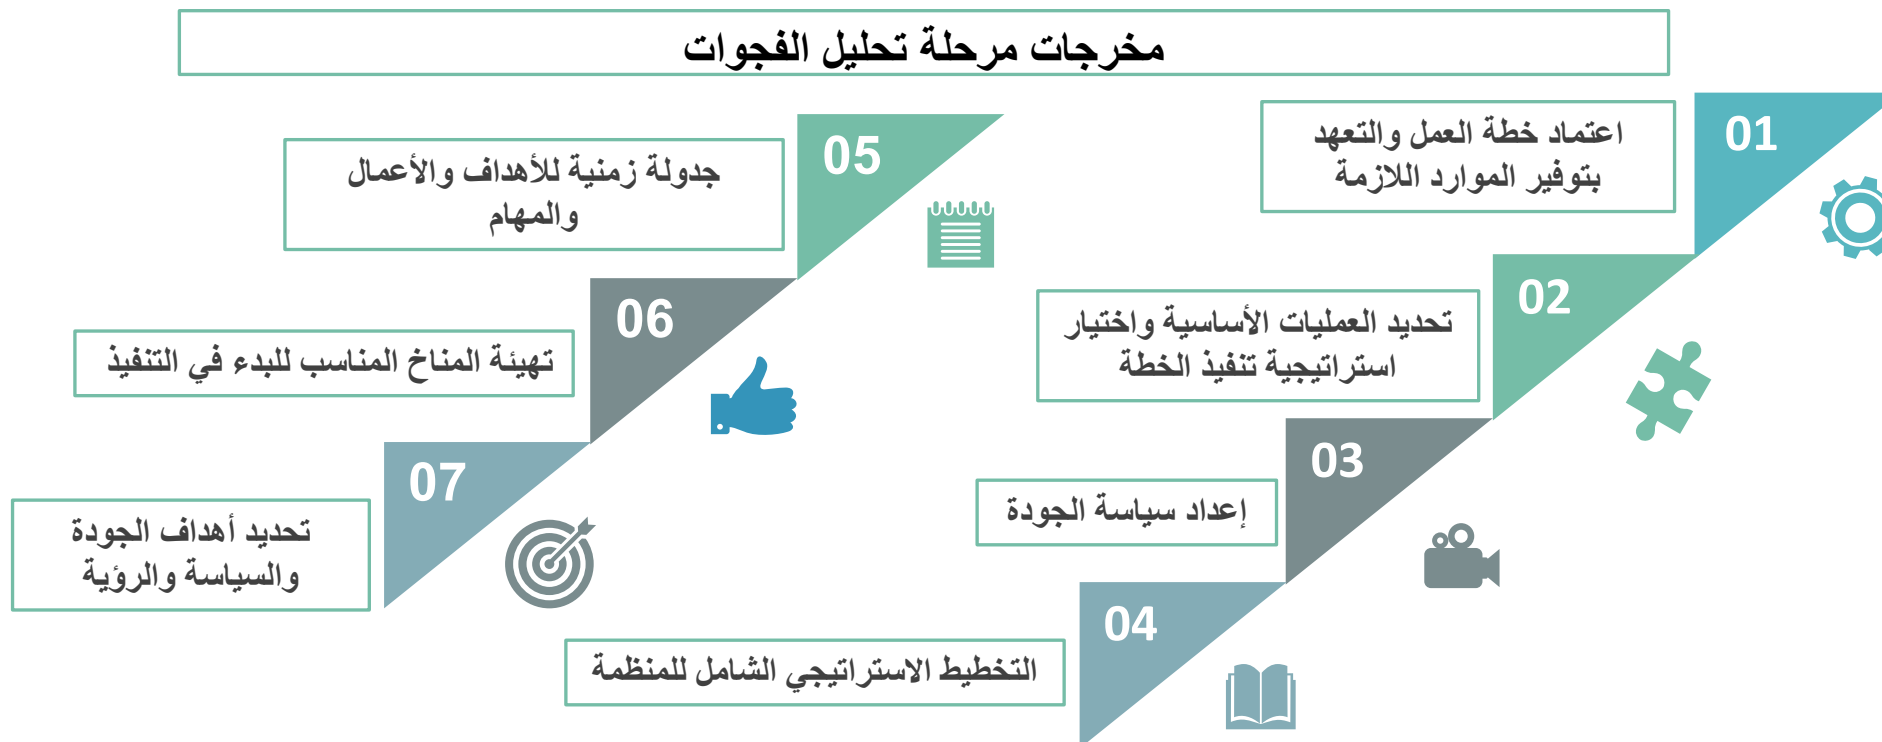 مخرجات مرحلة تحليل الفجوات
01
اعتماد خطة العمل والتعهد
بتوفير الموارد اللازمة
02
تحديد العمليات الأساسية واختيار
استراتيجية تنفيذ الخطة
03
إعداد سياسة الجودة
04
التخطيط الاستراتيجي الشامل للمنظمة
05
جدولة زمنية للأهداف والأعمال
والمهام
06
تهيئة المناخ المناسب للبدء في التنفيذ
07
تحديد أهداف الجودة
والسياسة والرؤية